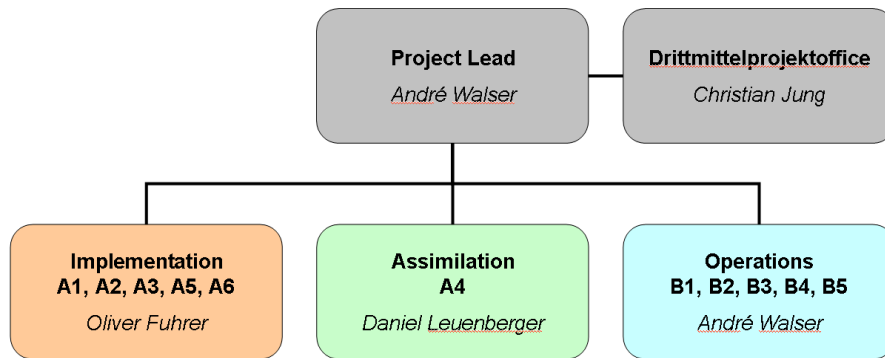 Project Lead
André Walser
Drittmittelprojektoffice
Christian Jung
Implementation
A1, A2, A3, A5, A6
Oliver Fuhrer
Assimilation
A4
Daniel Leuenberger
Operations
B1, B2, B3, B4, B5
André Walser